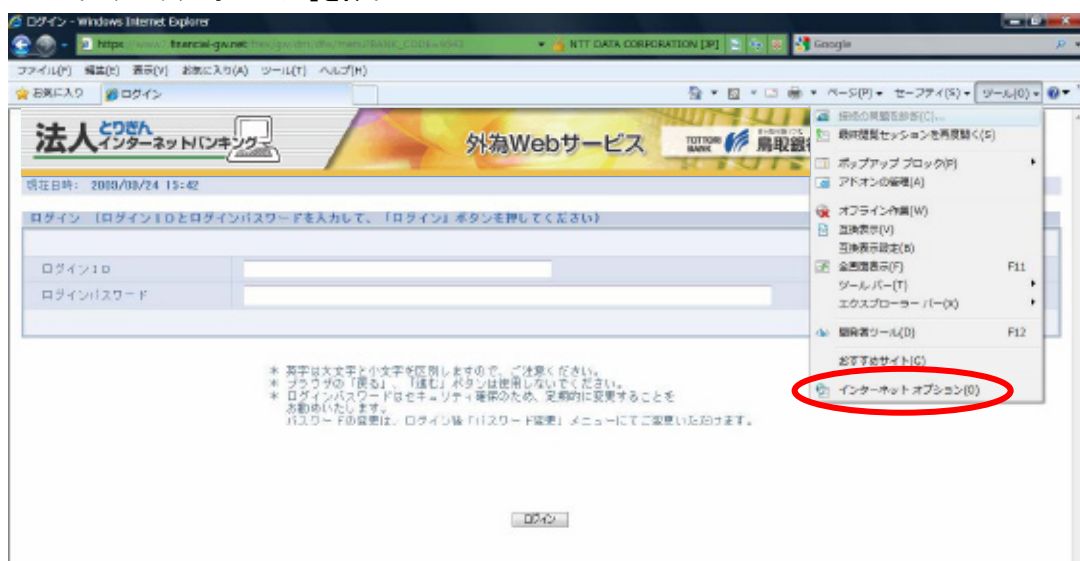 ログイン - Windows Internet Explorer
financial-gw.net
NTT DATA CORPORATION [JP]
Google
ファイル(F) 編集(E) 表示(V) お気に入り(A) ツール(T) ヘルプ(H)
お気に入り ログイン ページ(P) セーフティ(S) ツール(O)
法人 とりぎん インターネットバンキング
外為Webサービス
TOTTORI BANK 鳥取銀
現在日時: 2009/09/24 15:42
ログイン (ログインIDとログインパスワードを入力して、「ログイン」ボタンを押してください)
ログインID
ログインパスワード
接続の問題を診断(C)...
最終閲覧セッションを再度開く(S)
ポップアップ ブロック(P)
アドオンの管理(A)
オフライン作業(W)
互換表示(V)
互換表示設定(B)
全画面表示(F) F11
ツール バー(T)
エクスプローラー バー(X)
開発者ツール(D) F12
おすすめサイト(G)
インターネット オプション(O)
* 英字は大文字と小文字を区別しますので、ご注意ください。
* ブラウザの「戻る」、「進む」ボタンは使用しないでください。
* ログインパスワードはセキュリティ確保のため、定期的に変更することを
お勧めいたします。
パスワードの変更は、ログイン後「パスワード変更」メニューにてご変更いただけます。
ログイン